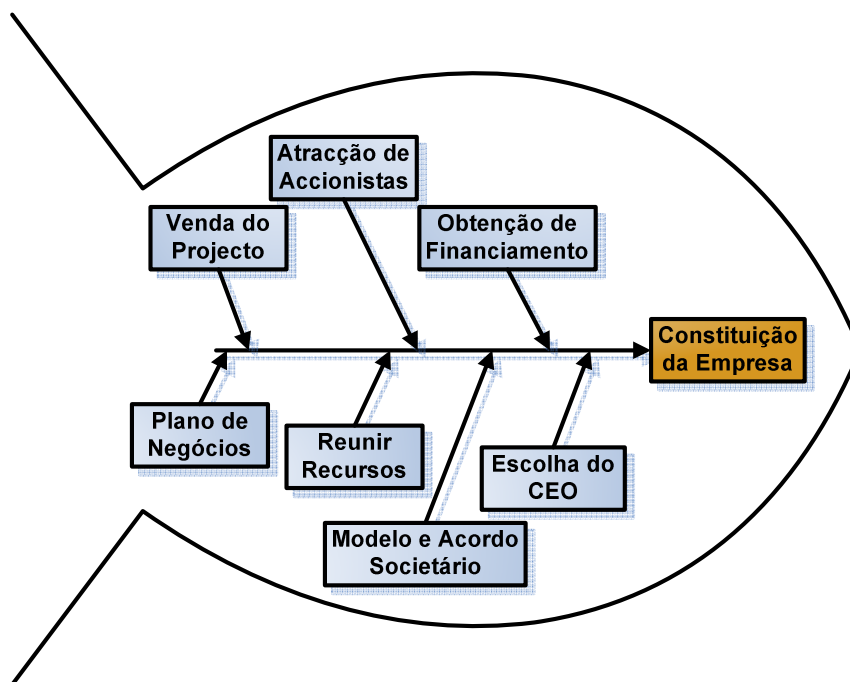 Atracção de
Accionistas
Venda do
Projecto
Obtenção de
Financiamento
Constituição
da Empresa
Plano de
Negócios
Reunir
Recursos
Escolha do
CEO
Modelo e Acordo
Societário